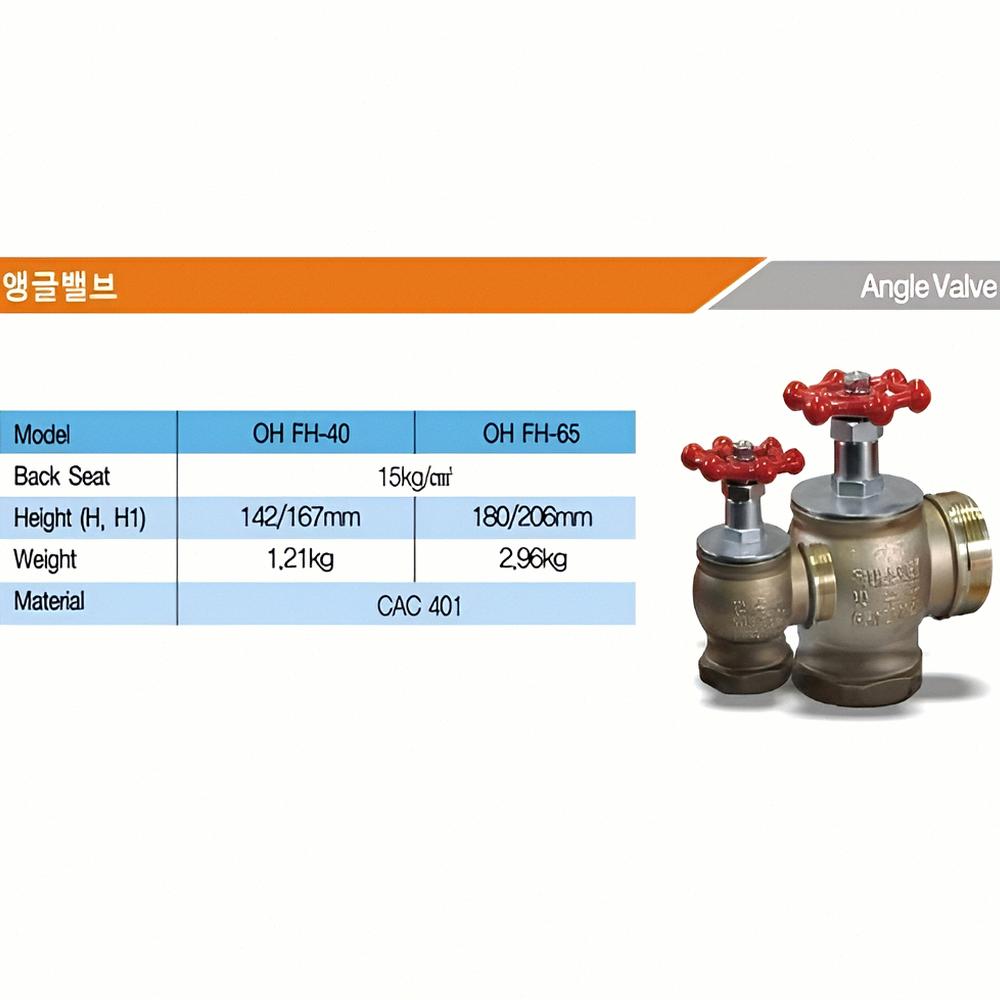 앵글밸브
Angle Valve
Model OH FH-40 OH FH-65
Back Seat 15kg/㎠
Height (H, H1) 142/167mm 180/206mm
Weight 1.21kg 2.96kg
Material CAC 401